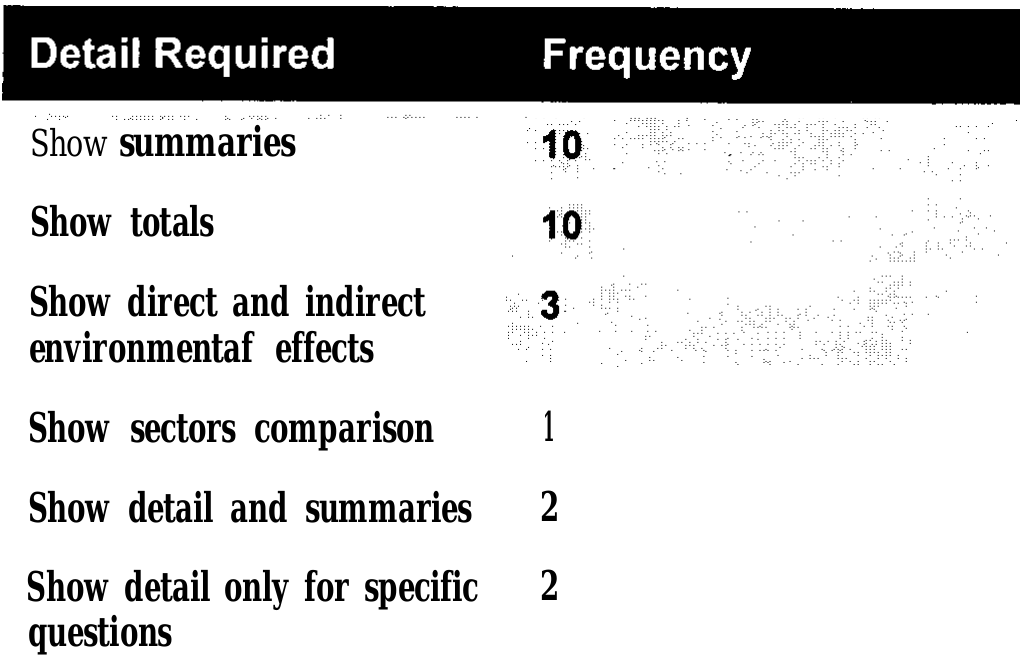 Detail Required Frequency
Show summaries 10
Show totals 10
Show direct and indirect 3
environmentaf effects
Show sectors comparison 1
Show detail and summaries 2
Show detail only for specific 2
questions